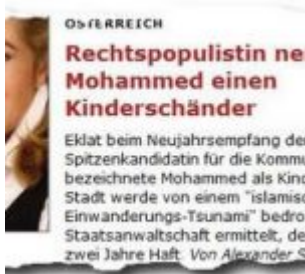 ÖSTERREICH
Rechtspopulistin
Mohammed einen
Kinderschänder
Eklat beim Neujahrsempfang
Spitzenkandidatin für die
bezeichnete Mohammed als
Stadt werde von einem
Einwanderungs-Tsunami"
Staatsanwaltschaft ermittelt,
zwei Jahre Haft. Von Alexander